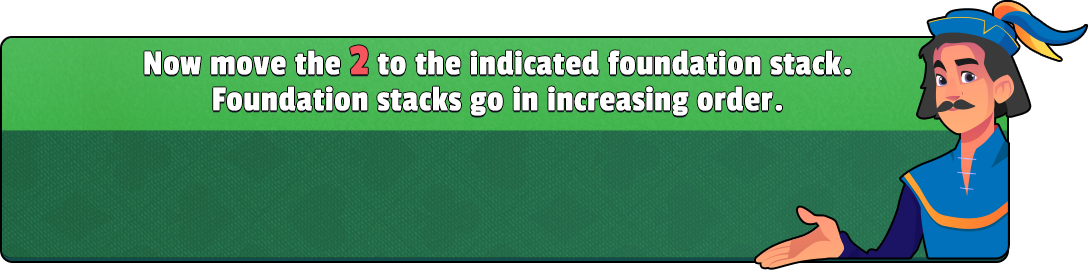 Now move the 2 to the indicated foundation stack.
Foundation stacks go in increasing order.